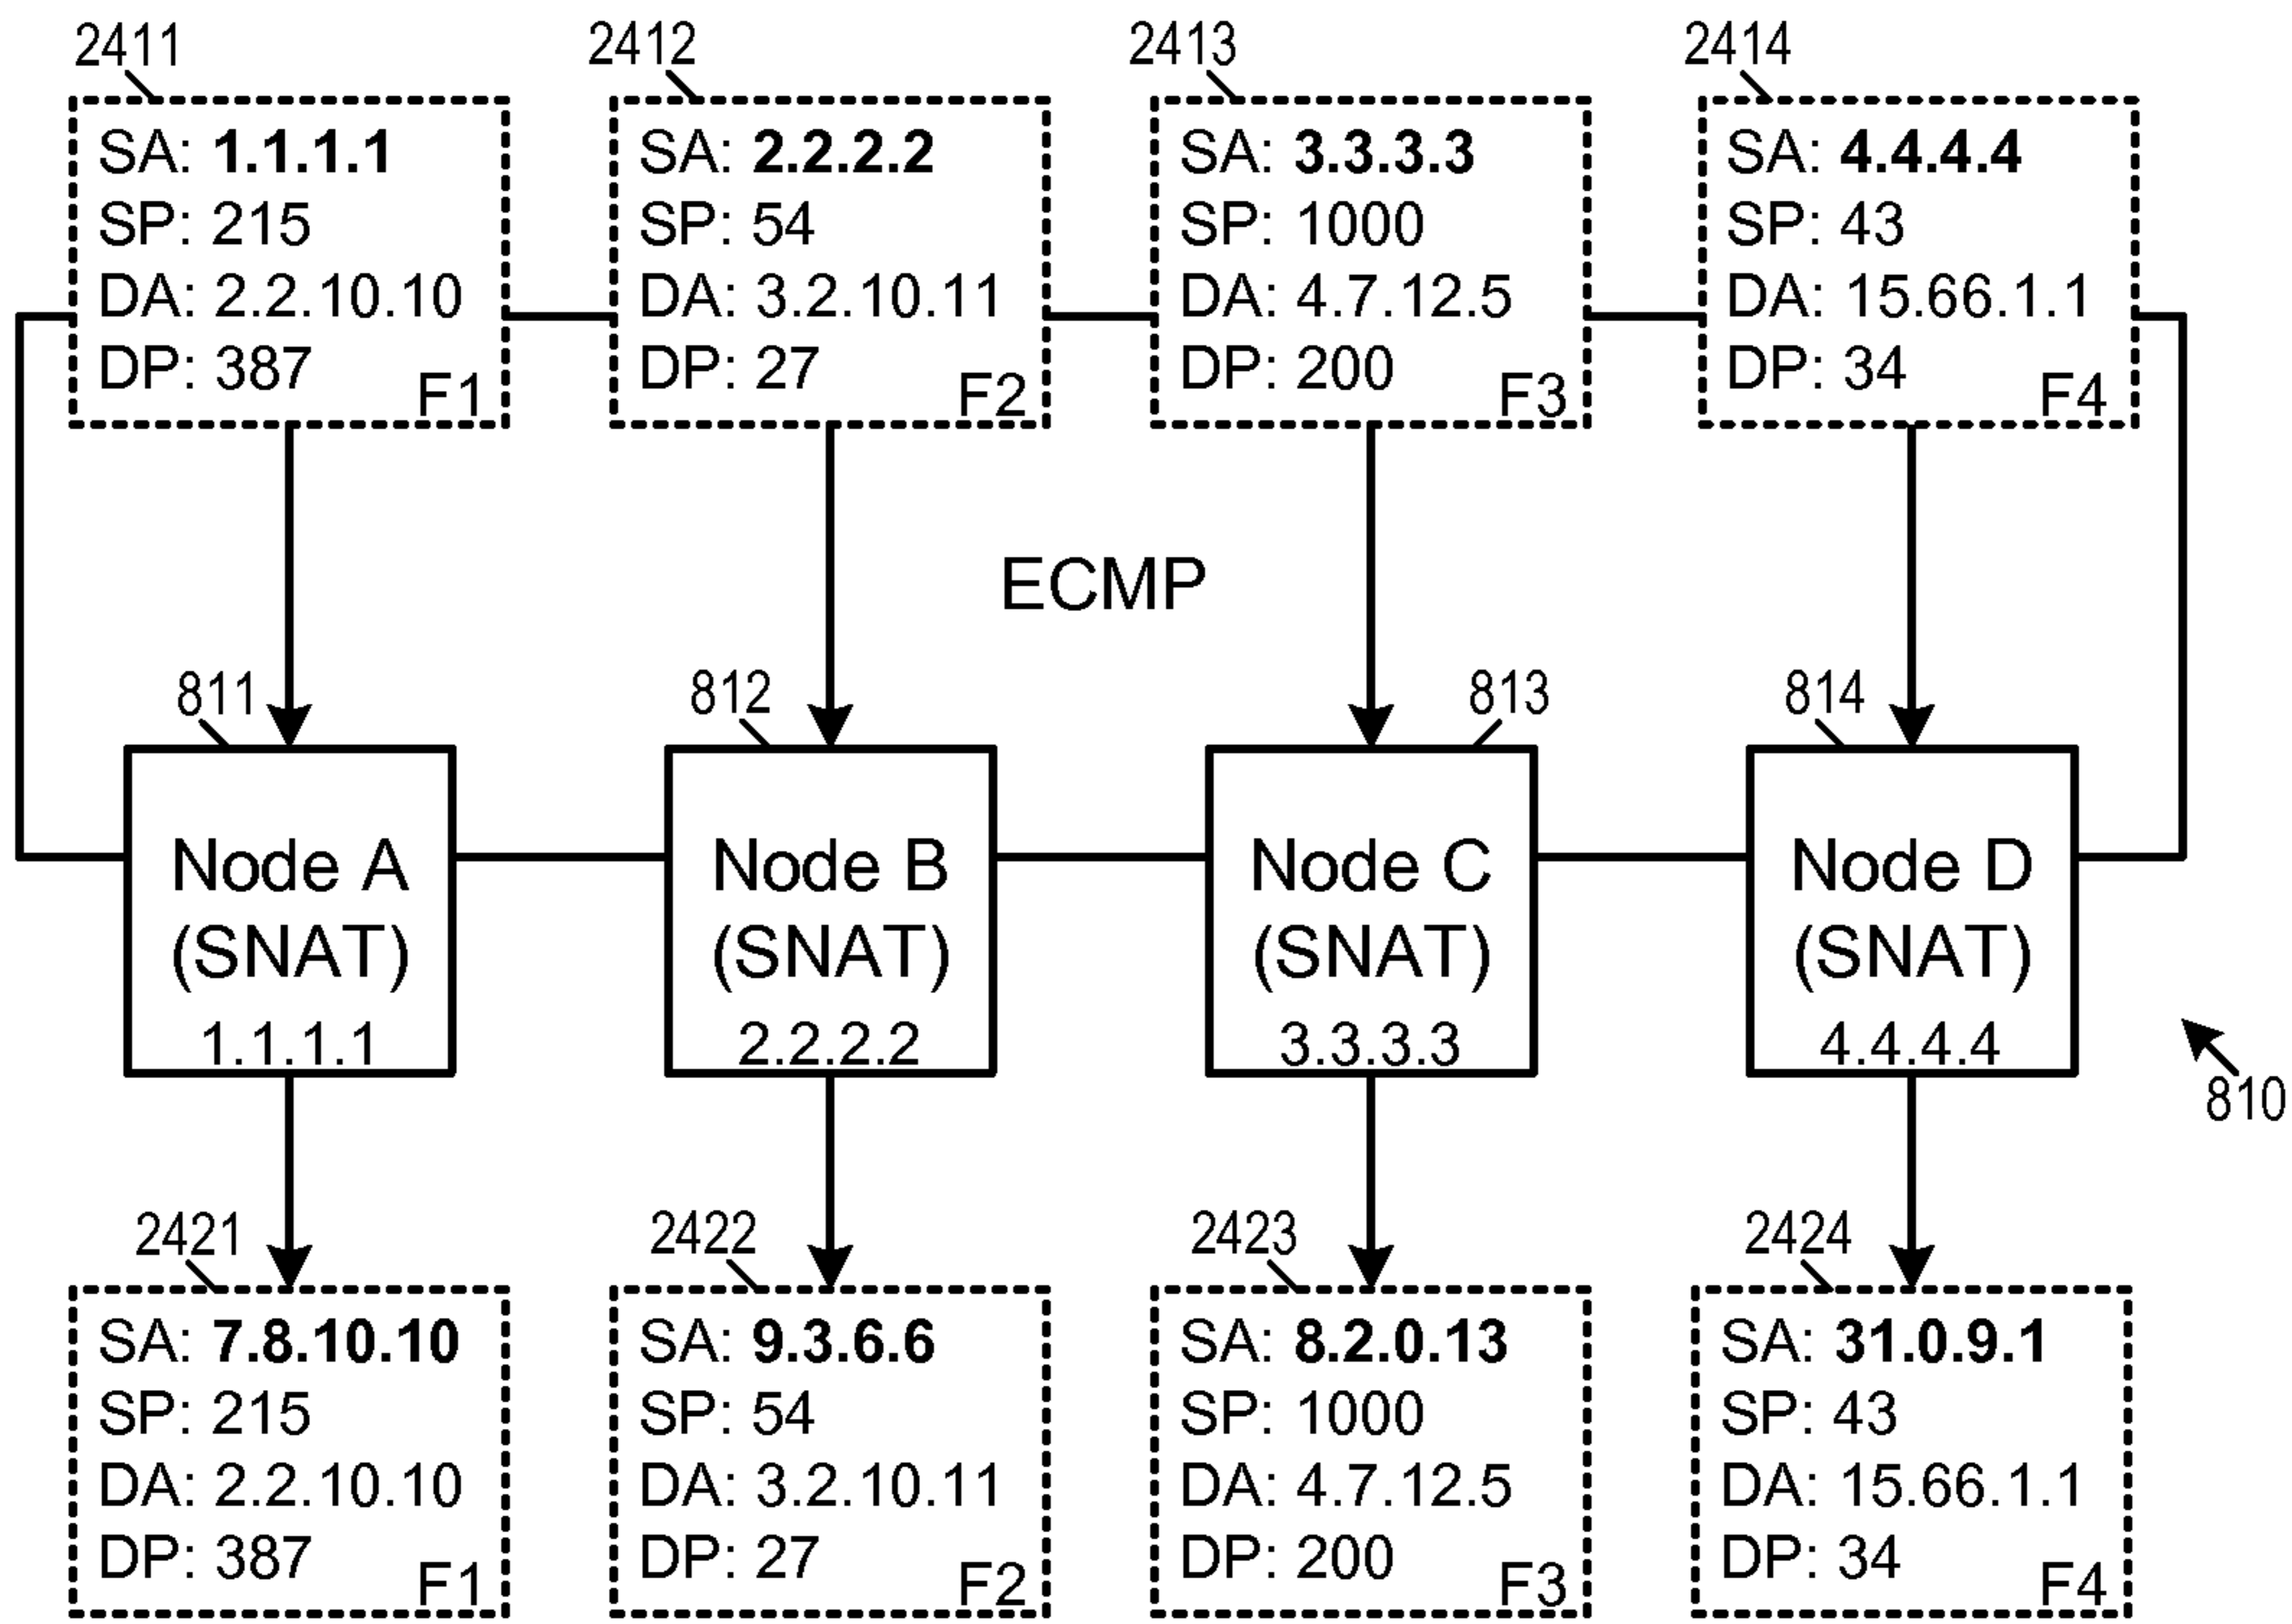 2411
SA: 1.1.1.1
SP: 215
DA: 2.2.10.10
DP: 387
F1
2412
SA: 2.2.2.2
SP: 54
DA: 3.2.10.11
DP: 27
F2
2413
SA: 3.3.3.3
SP: 1000
DA: 4.7.12.5
DP: 200
F3
2414
SA: 4.4.4.4
SP: 43
DA: 15.66.1.1
DP: 34
F4
ECMP
811
Node A
(SNAT)
1.1.1.1
812
Node B
(SNAT)
2.2.2.2
813
Node C
(SNAT)
3.3.3.3
814
Node D
(SNAT)
4.4.4.4
810
2421
SA: 7.8.10.10
SP: 215
DA: 2.2.10.10
DP: 387
F1
2422
SA: 9.3.6.6
SP: 54
DA: 3.2.10.11
DP: 27
F2
2423
SA: 8.2.0.13
SP: 1000
DA: 4.7.12.5
DP: 200
F3
2424
SA: 31.0.9.1
SP: 43
DA: 15.66.1.1
DP: 34
F4